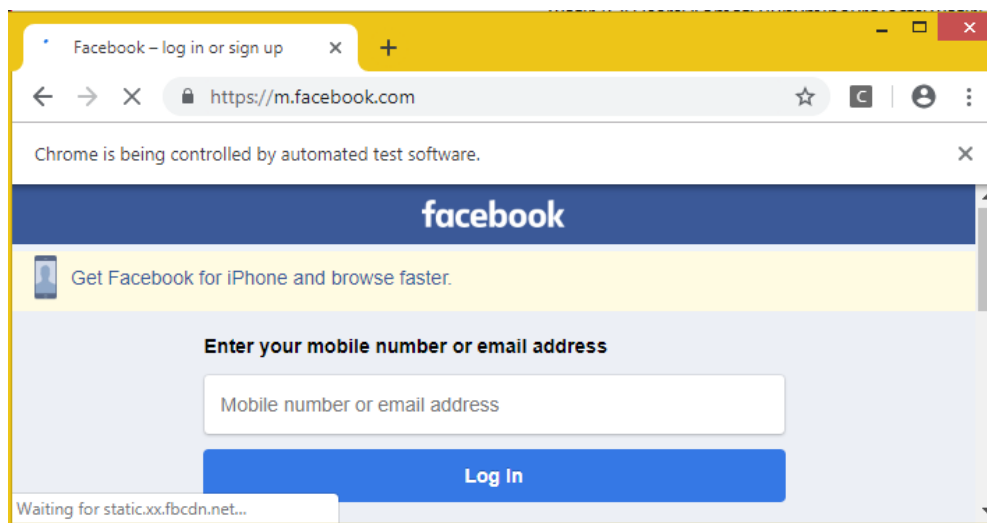 Facebook – log in or sign up
https://m.facebook.com
C
Chrome is being controlled by automated test software.
facebook
Get Facebook for iPhone and browse faster.
Enter your mobile number or email address
Mobile number or email address
Log In
Waiting for static.xx.fbcdn.net...